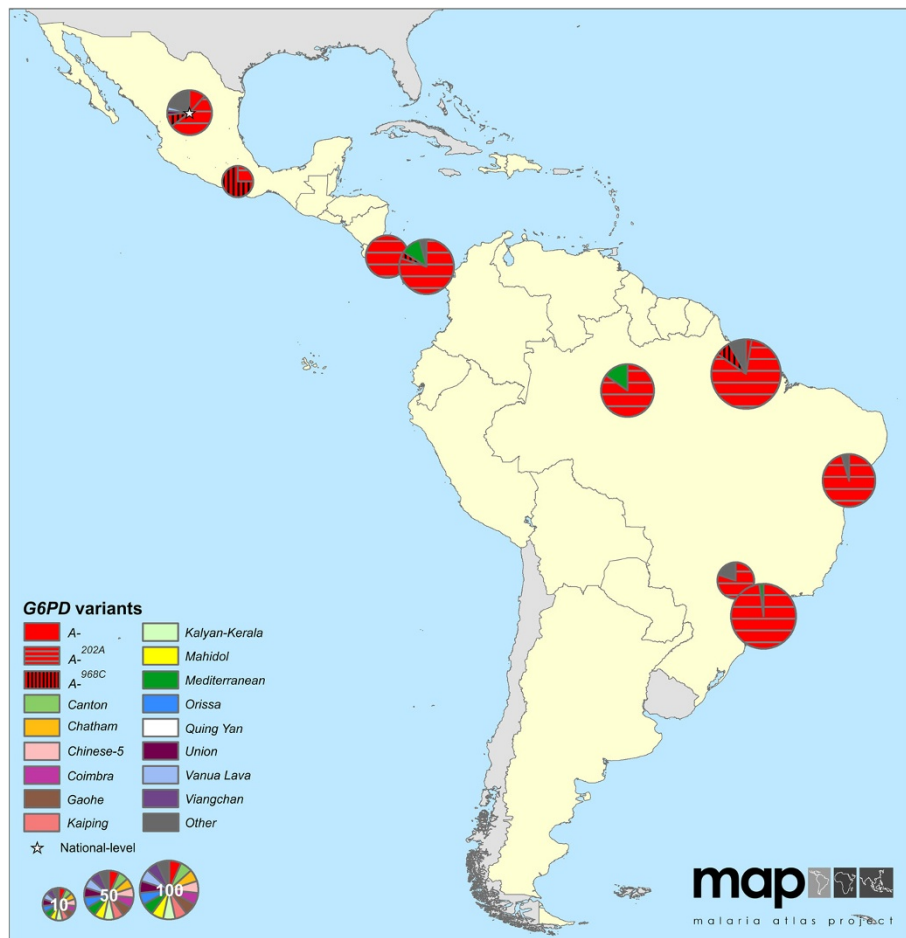 G6PD variants
A-
A-202A
A-968C
Canton
Chatham
Chinese-5
Coimbra
Gaohe
Kaiping
National-level
Kalyan-Kerala
Mahidol
Mediterranean
Orissa
Quing Yan
Union
Vanua Lava
Viangchan
Other
10
50
100
map
malaria atlas project